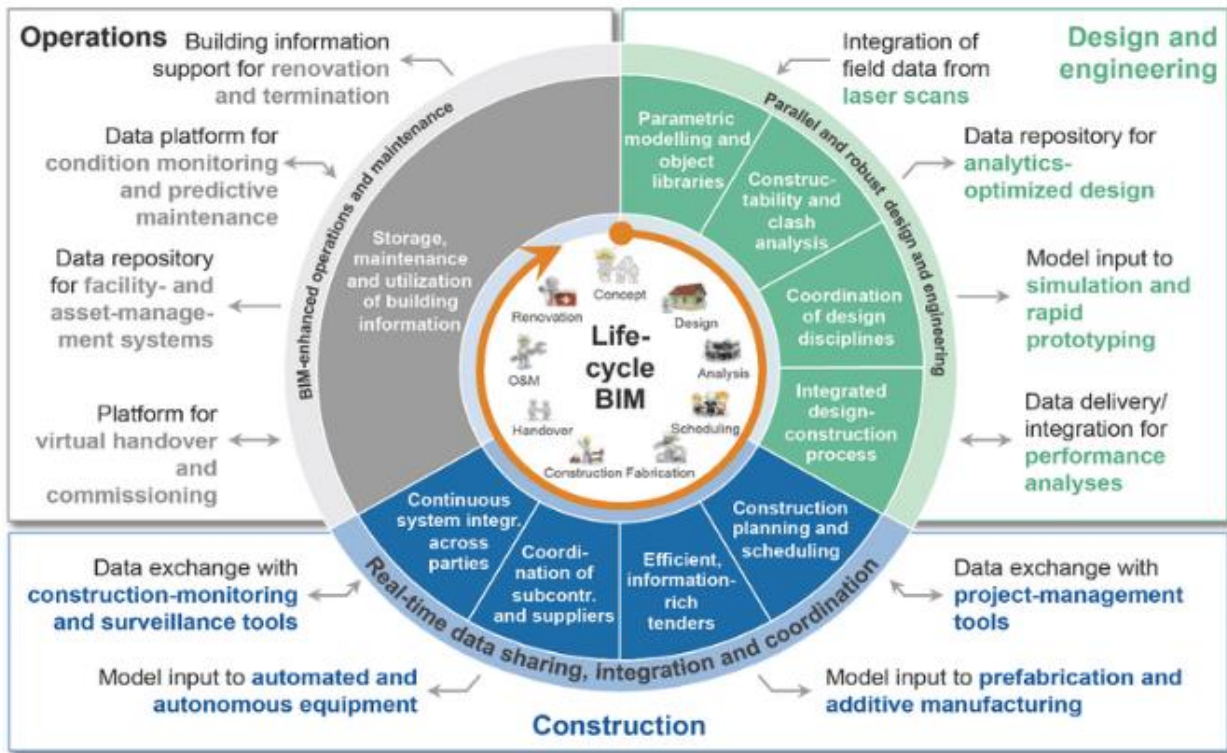 Operations
Building information
support for renovation
and termination
Data platform for
condition monitoring
and predictive
maintenance
Data repository
for facility- and
asset-manage-
ment systems
Platform for
virtual handover
and
commissioning
BIM-enhanced operations and maintenance
Storage,
maintenance
and utilization
of building
information
Design and
engineering
Integration of
field data from
laser scans
Data repository for
analytics-
optimized design
Model input to
simulation and
rapid
prototyping
Data delivery/
integration for
performance
analyses
Parallel and robust design and engineering
Parametric
modelling and
object
libraries
Construc-
tability and
clash
analysis
Coordination
of design
disciplines
Integrated
design-
construction
process
Life-
cycle
BIM
Concept
Design
Analysis
Scheduling
Fabrication
Construction
Handover
O&M
Renovation
Construction
planning and
scheduling
Efficient,
information-
rich
tenders
Coordi-
nation of
subcontr.
and suppliers
Continuous
system integr.
across
parties
Real-time data sharing, integration and coordination
Data exchange with
construction-monitoring
and surveillance tools
Model input to automated and
autonomous equipment
Data exchange with
project-management
tools
Model input to prefabrication and
additive manufacturing
Construction